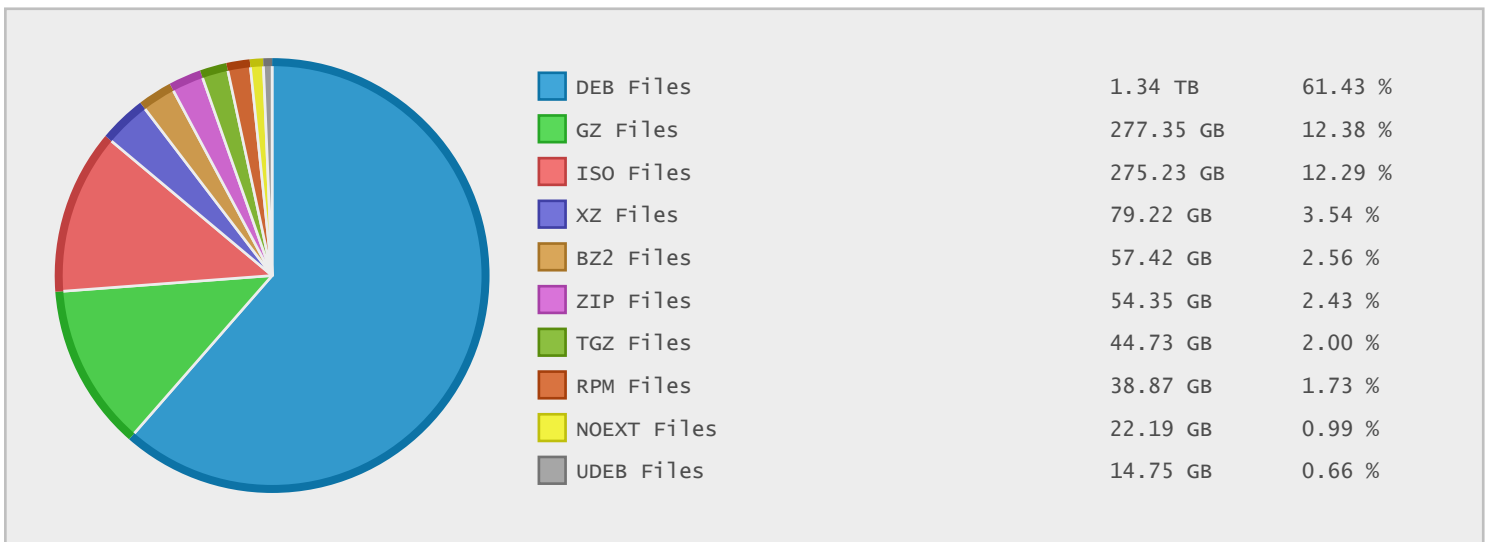 DEB Files 1.34 TB 61.43 %
GZ Files 277.35 GB 12.38 %
ISO Files 275.23 GB 12.29 %
XZ Files 79.22 GB 3.54 %
BZ2 Files 57.42 GB 2.56 %
ZIP Files 54.35 GB 2.43 %
TGZ Files 44.73 GB 2.00 %
RPM Files 38.87 GB 1.73 %
NOEXT Files 22.19 GB 0.99 %
UDEB Files 14.75 GB 0.66 %